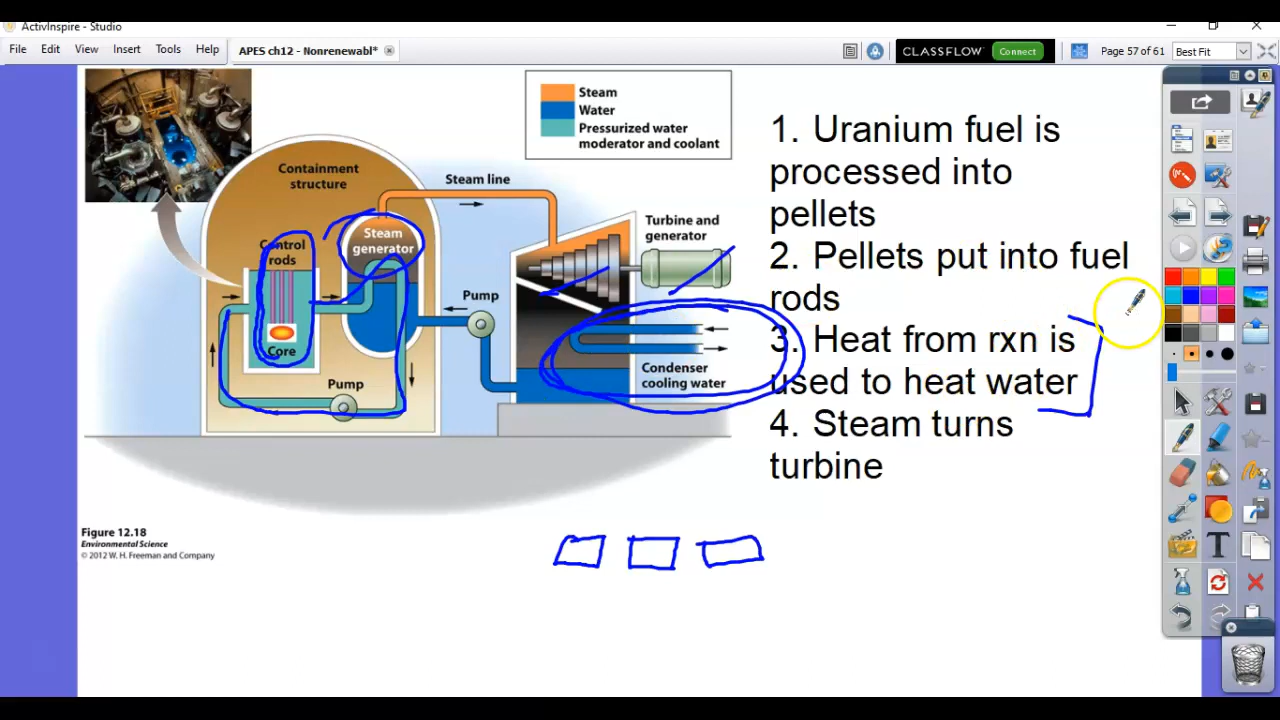 ActivInspire - Studio
File Edit View Insert Tools Help
APES ch12 - Nonrenewabl*
CLASSFLOW Connect
Page 57 of 61
Best Fit
Steam
Water
Pressurized water
moderator and coolant
Containment
structure
Steam line
Control
rods
Steam
generator
Turbine and
generator
Pump
Core
Pump
Condenser
cooling water
1. Uranium fuel is
processed into
pellets
2. Pellets put into fuel
rods
3. Heat from rxn is
used to heat water
4. Steam turns
turbine
Figure 12.18
Environmental Science
© 2012 W. H. Freeman and Company